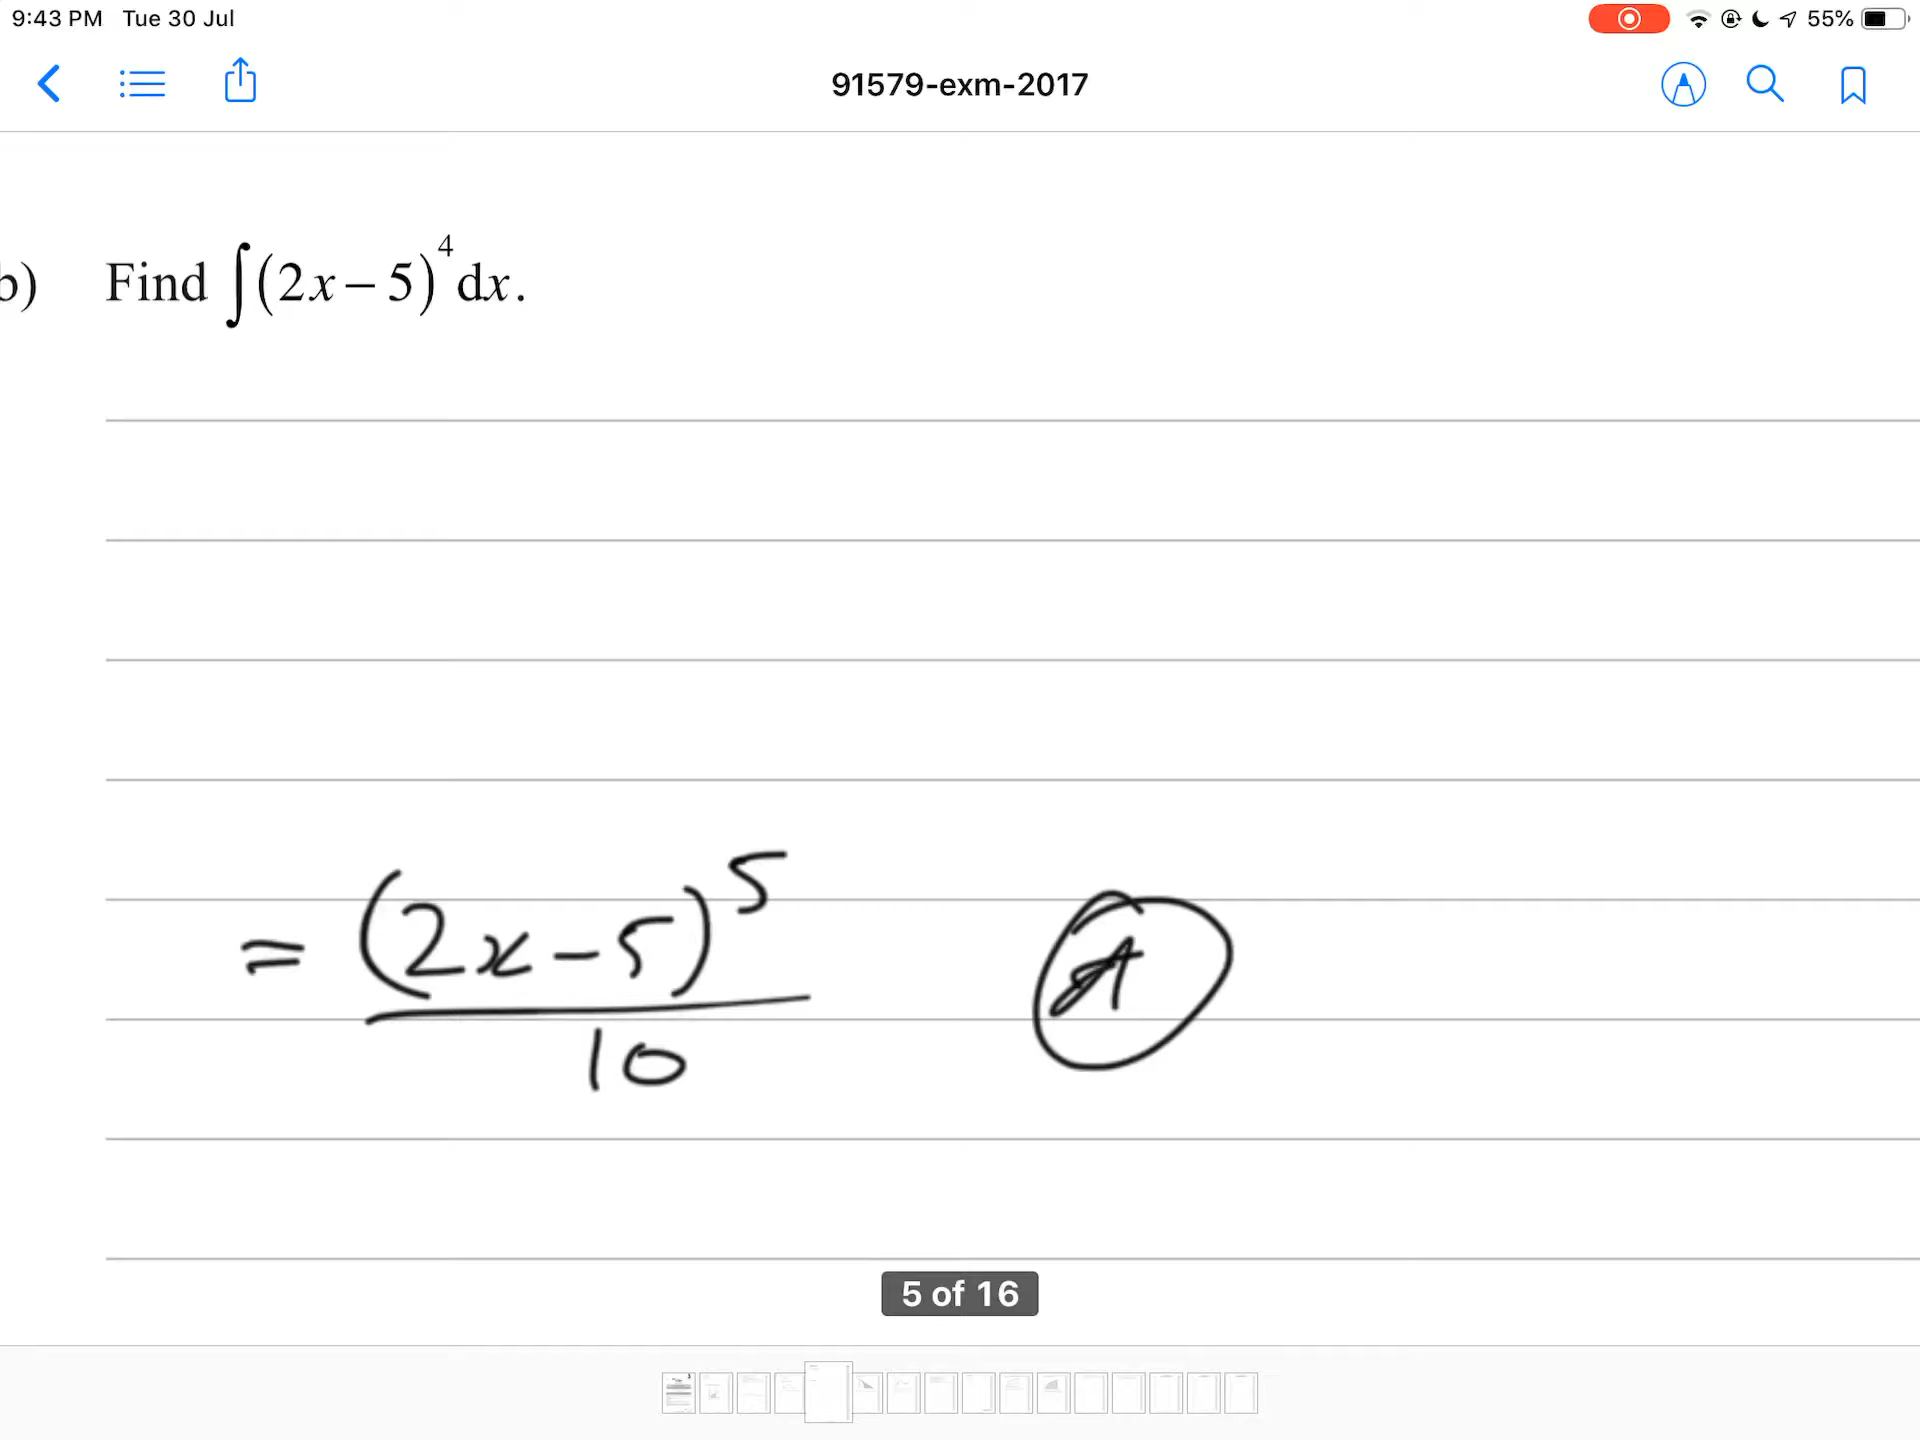 9:43 PM Tue 30 Jul 55%
91579-exm-2017
b) Find ∫(2x – 5)⁴ dx.
= (2x-5)⁵
10
A
5 of 16